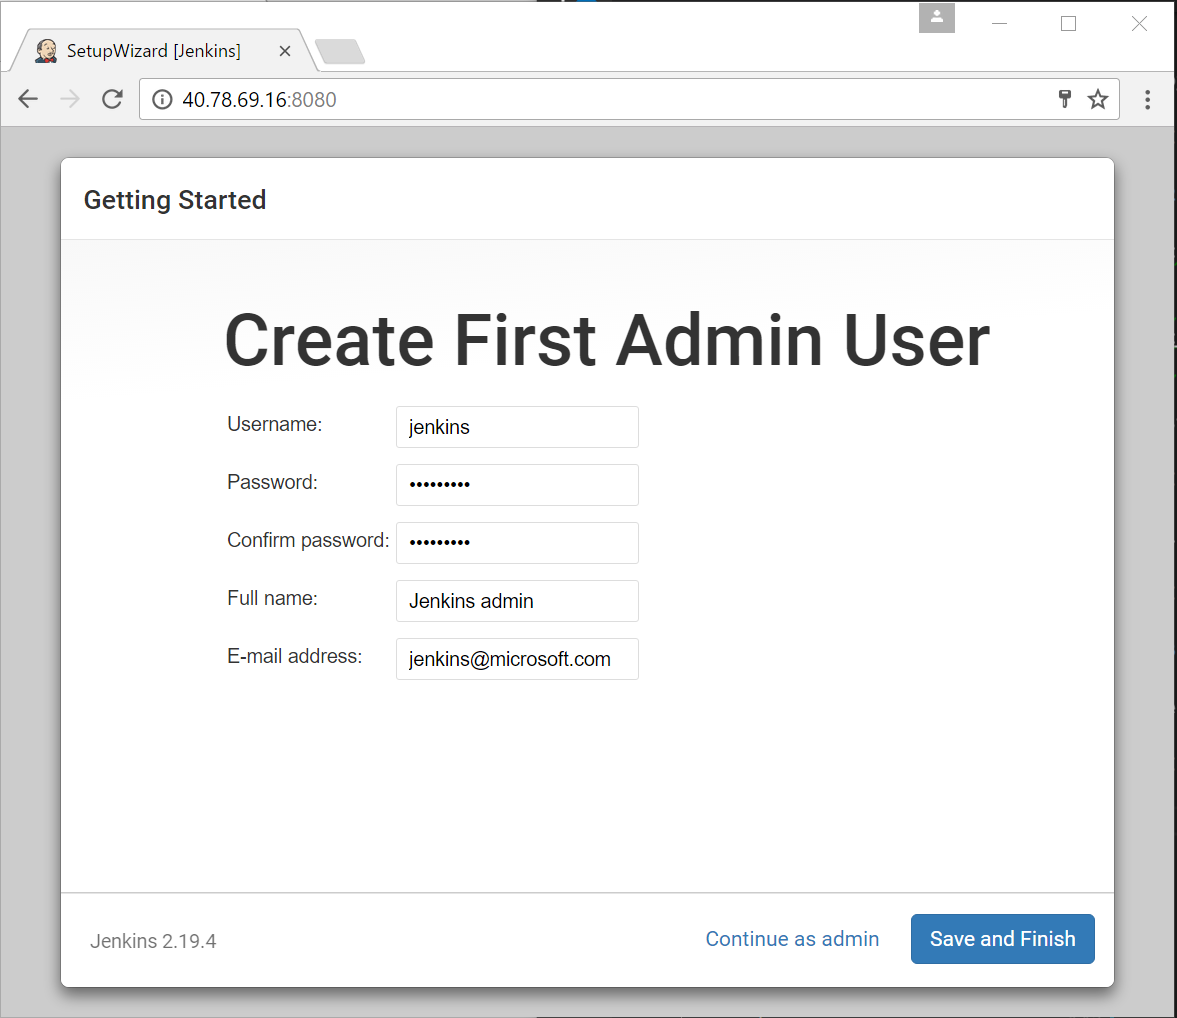 SetupWizard [Jenkins]
40.78.69.16:8080
Getting Started
Create First Admin User
Username: jenkins
Password: •••••••••
Confirm password: •••••••••
Full name: Jenkins admin
E-mail address: jenkins@microsoft.com
Jenkins 2.19.4 Continue as admin Save and Finish